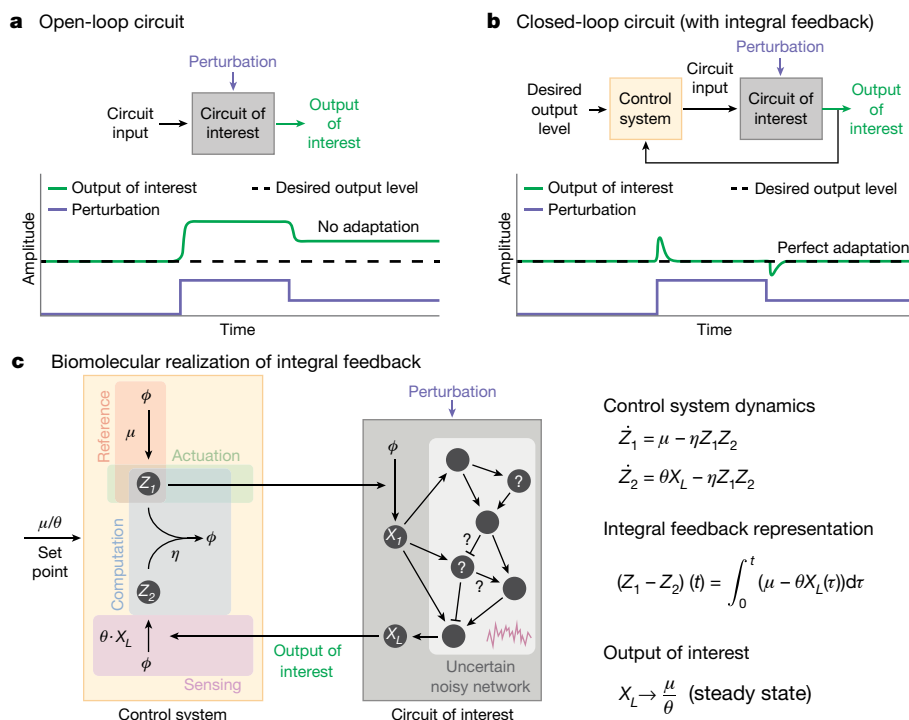 a Open-loop circuit
Perturbation
Circuit
input
Circuit of
interest
Output
of
interest
Output of interest
Desired output level
Perturbation
No adaptation
Amplitude
Time
b Closed-loop circuit (with integral feedback)
Perturbation
Desired
output
level
Control
system
Circuit
input
Circuit of
interest
Output
of
interest
Output of interest
Desired output level
Perturbation
Perfect adaptation
Amplitude
Time
c Biomolecular realization of integral feedback
Reference
ϕ
μ
Actuation
Z1
μ/θ
Set
point
Computation
η
ϕ
Z2
θ · XL
ϕ
Sensing
Control system
Output of
interest
Perturbation
ϕ
X1
?
?
?
?
XL
Uncertain
noisy network
Circuit of interest
Control system dynamics
Ż1 = μ − ηZ1Z2
Ż2 = θXL − ηZ1Z2
Integral feedback representation
(Z1 − Z2) (t) = ∫0t (μ − θXL(τ))dτ
Output of interest
XL → μ/θ (steady state)